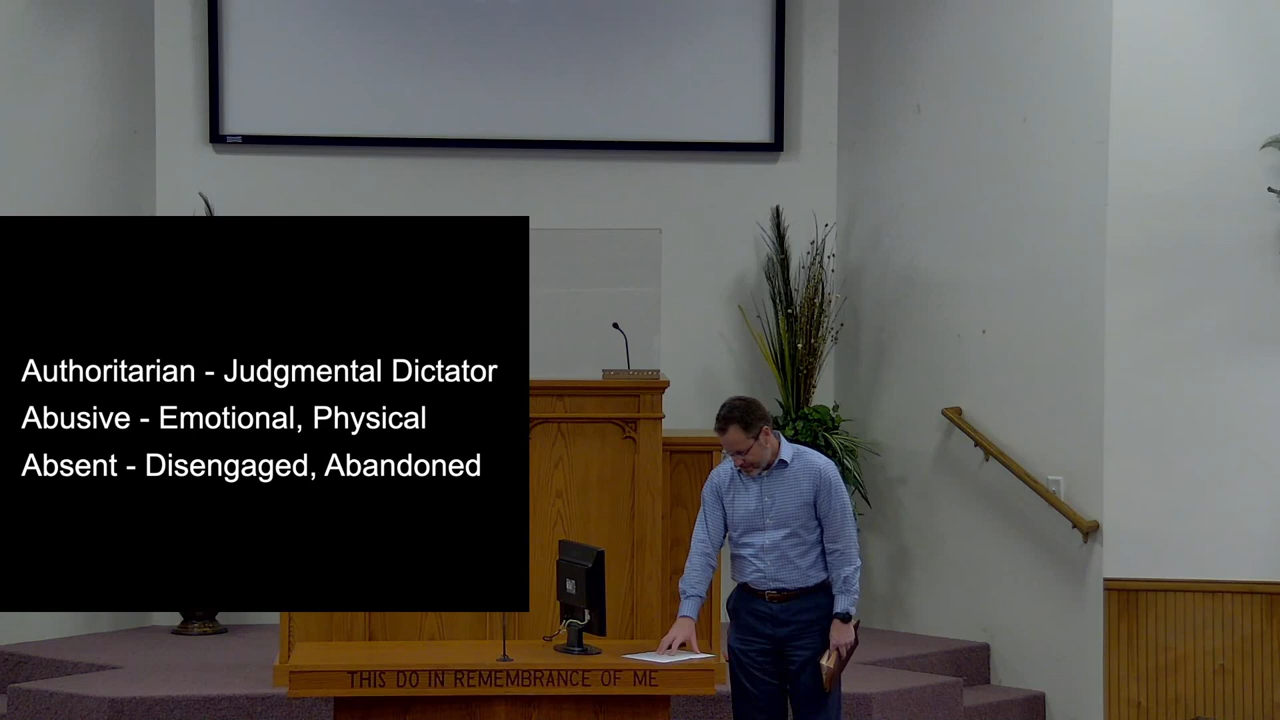 Authoritarian - Judgmental Dictator
Abusive - Emotional, Physical
Absent - Disengaged, Abandoned
THIS DO IN REMEMBRANCE OF ME